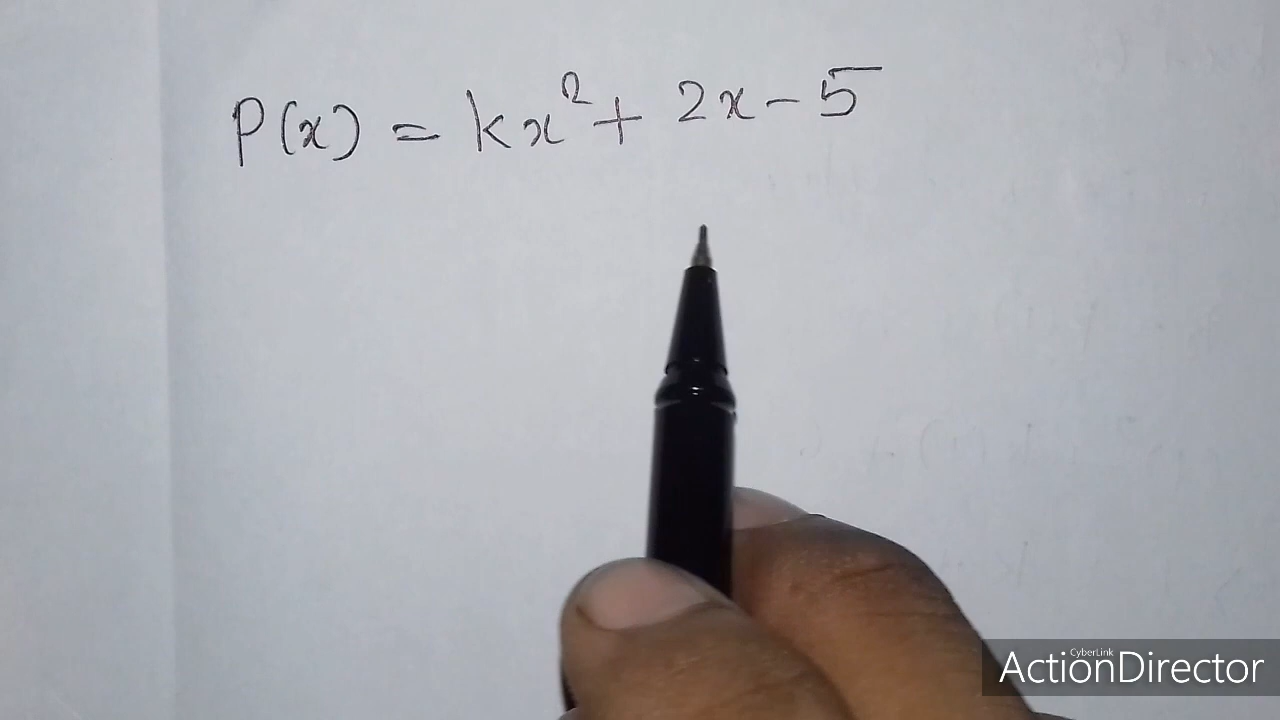 P(x) = kx² + 2x - 5
CyberLink
ActionDirector